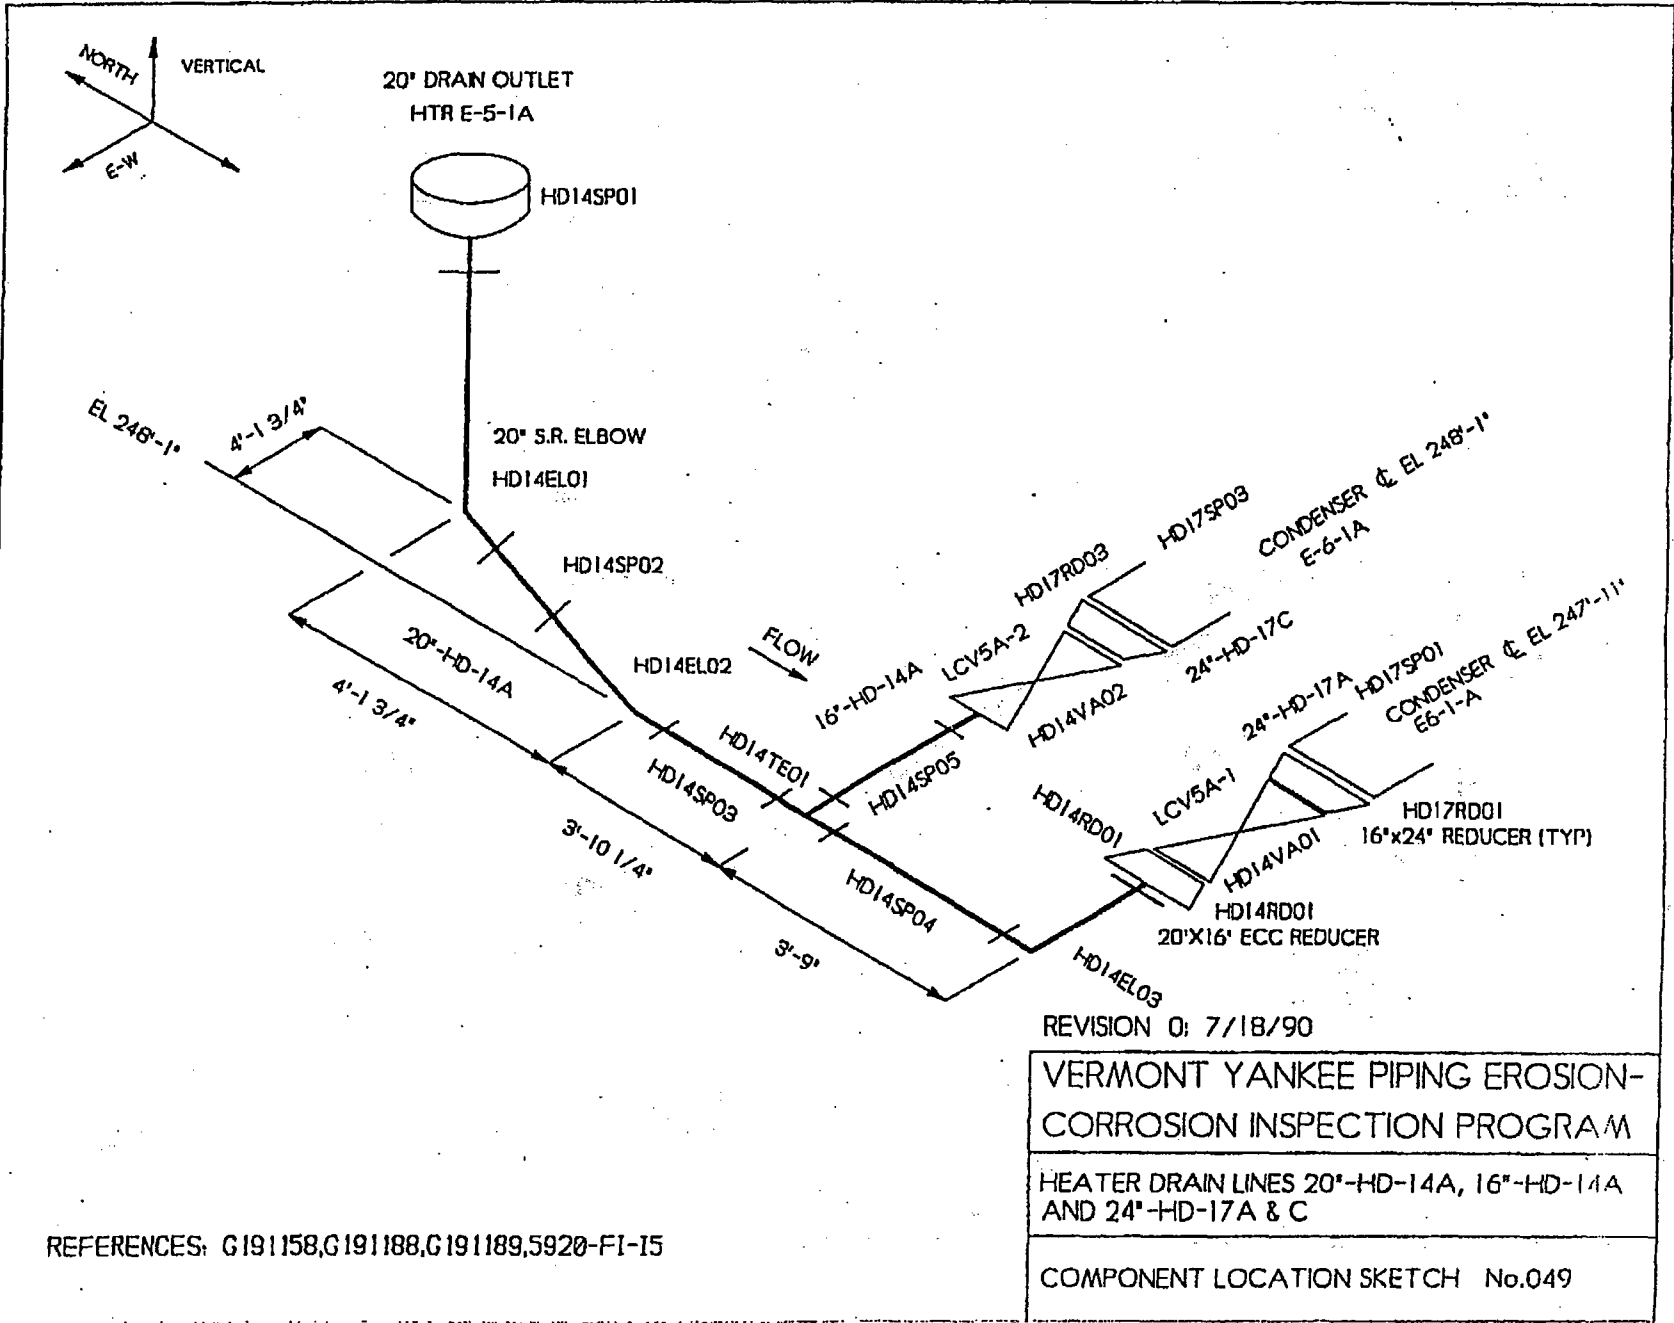 NORTH
VERTICAL
E-W
20" DRAIN OUTLET
HTR E-5-1A
HD14SP01
EL 248'-1"
4'-1 3/4"
20" S.R. ELBOW
HD14EL01
HD14SP02
20"-HD-14A
4'-1 3/4"
HD14EL02
FLOW
16"-HD-14A
LCV5A-2
HD17RD03
HD17SP03
CONDENSER ℄ EL 248'-1"
E-6-1A
24"-HD-17C
HD14VA02
HD14TE01
HD14SP03
HD14SP05
3'-10 1/4"
HD14RD01
LCV5A-1
24"-HD-17A
HD17SP01
CONDENSER ℄ EL 247'-11"
E6-1-A
HD17RD01
16"x24" REDUCER (TYP)
HD14VA01
HD14RD01
20'X16' ECC REDUCER
HD14SP04
3'-9"
HD14EL03
REVISION 0: 7/18/90
VERMONT YANKEE PIPING EROSION-
CORROSION INSPECTION PROGRAM
HEATER DRAIN LINES 20"-HD-14A, 16"-HD-14A
AND 24"-HD-17A & C
REFERENCES: G191158,G191188,G191189,5920-FI-I5
COMPONENT LOCATION SKETCH No.049